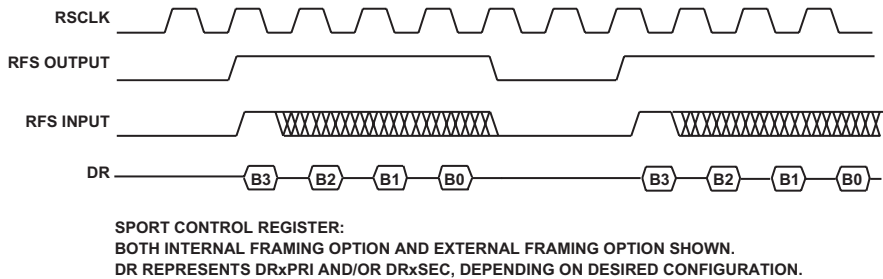 RSCLK
RFS OUTPUT
RFS INPUT
DR B3 B2 B1 B0 B3 B2 B1 B0
SPORT CONTROL REGISTER:
BOTH INTERNAL FRAMING OPTION AND EXTERNAL FRAMING OPTION SHOWN.
DR REPRESENTS DRxPRI AND/OR DRxSEC, DEPENDING ON DESIRED CONFIGURATION.